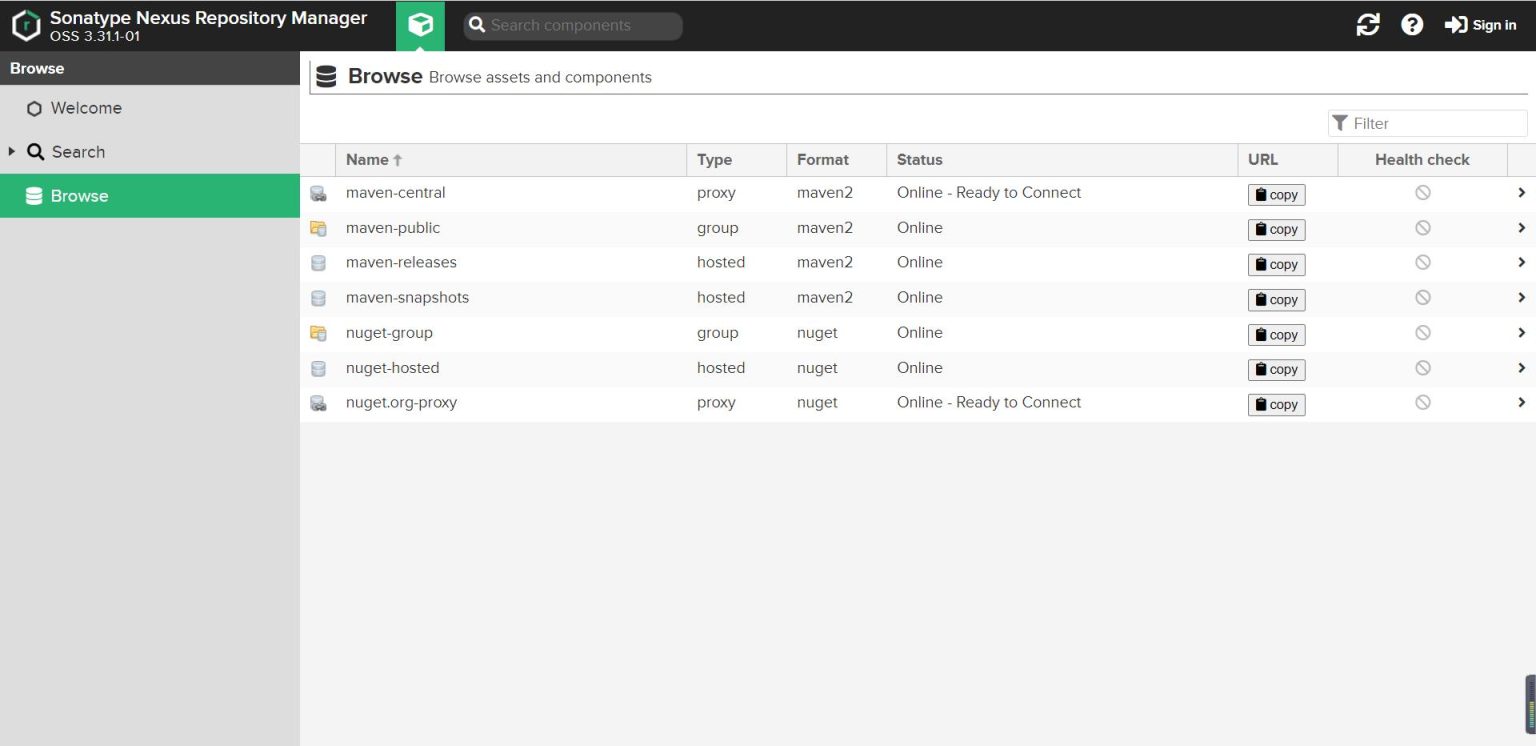 Sonatype Nexus Repository Manager
OSS 3.31.1-01
Search components
Sign in
Browse
Welcome
Search
Browse
Browse Browse assets and components
Filter
Name Type Format Status URL Health check
maven-central proxy maven2 Online - Ready to Connect copy
maven-public group maven2 Online copy
maven-releases hosted maven2 Online copy
maven-snapshots hosted maven2 Online copy
nuget-group group nuget Online copy
nuget-hosted hosted nuget Online copy
nuget.org-proxy proxy nuget Online - Ready to Connect copy